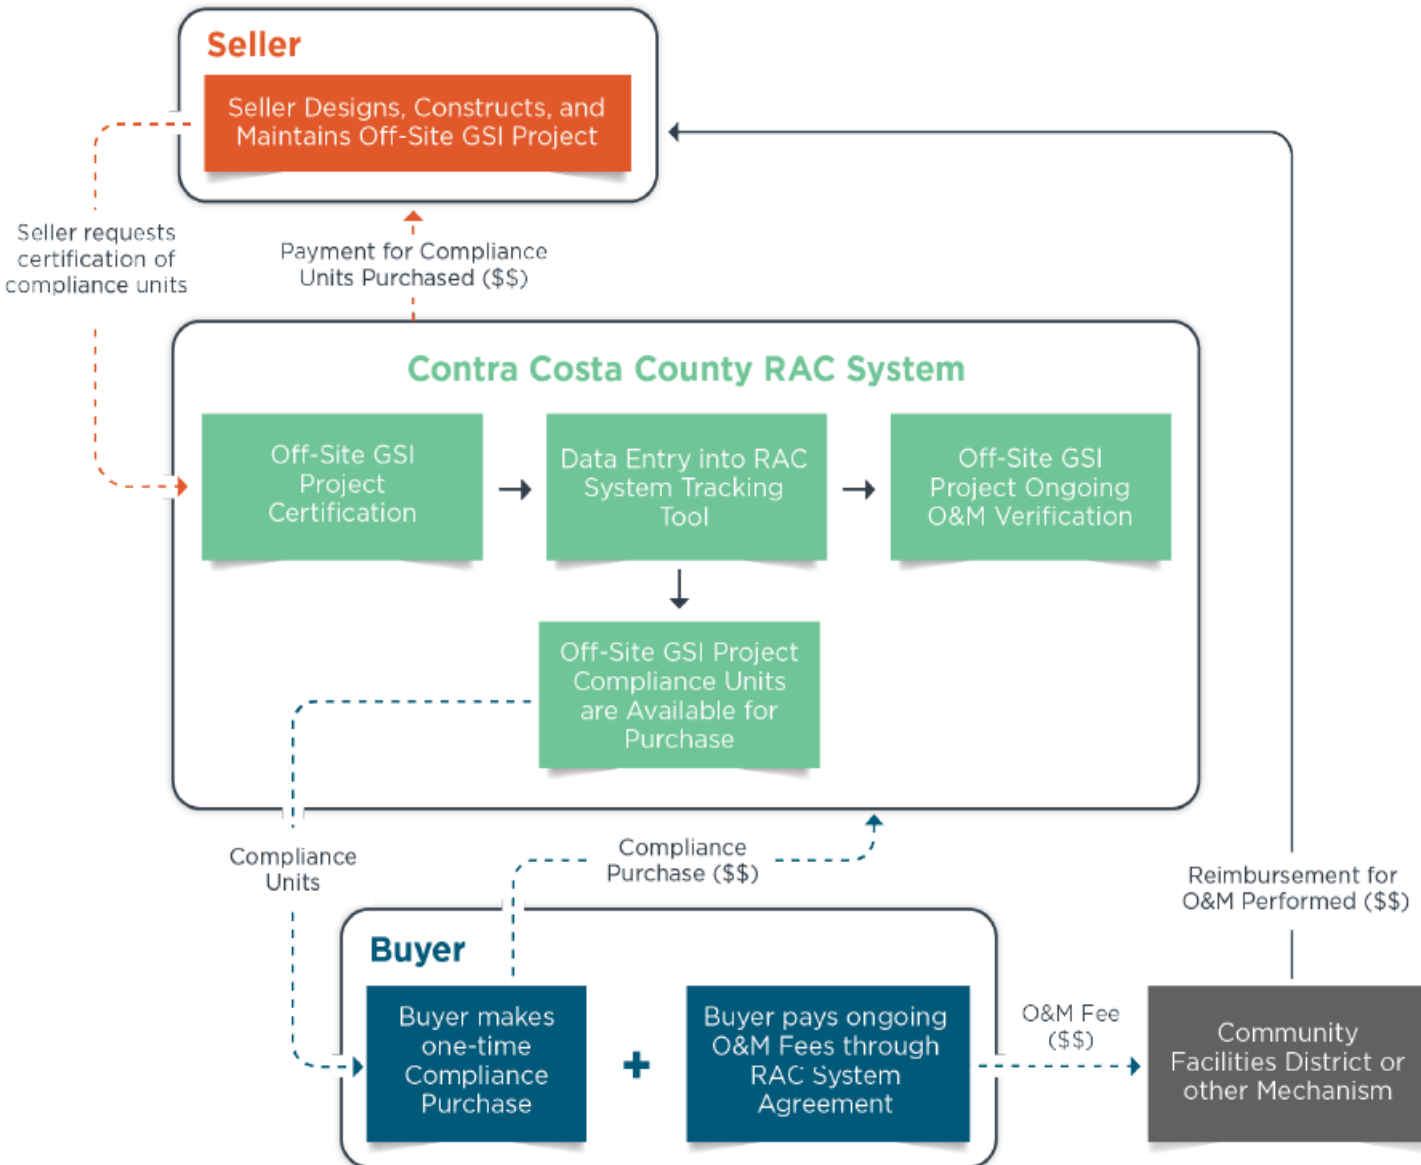 Seller
Seller Designs, Constructs, and
Maintains Off-Site GSI Project
Seller requests
certification of
compliance units
Payment for Compliance
Units Purchased ($$)
Contra Costa County RAC System
Off-Site GSI
Project
Certification
Data Entry into RAC
System Tracking
Tool
Off-Site GSI
Project Ongoing
O&M Verification
Off-Site GSI Project
Compliance Units
are Available for
Purchase
Compliance
Units
Compliance
Purchase ($$)
Reimbursement for
O&M Performed ($$)
Buyer
Buyer makes
one-time
Compliance
Purchase
+
Buyer pays ongoing
O&M Fees through
RAC System
Agreement
O&M Fee
($$)
Community
Facilities District or
other Mechanism